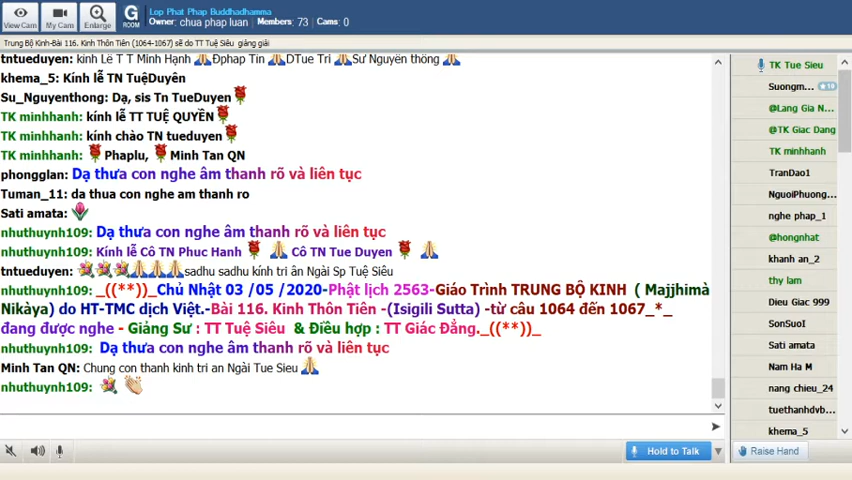 View Cam
My Cam
Enlarge
G
ROOM
Lop Phat Phap Buddhadhamma
Owner: chua phap luan Members: 73 Cams: 0
Trung Bộ Kinh-Bài 116. Kinh Thôn Tiên (1064-1067) sẽ do TT Tuệ Siêu giảng giải
tntueduyen: kinh Lễ T T Minh Hạnh Đphap Tín DTue Tri Sư Nguyên thông
khema_5: Kính lễ TN TuệDuyên
Su_Nguyenthong: Dạ, sis Tn TueDuyen
TK minhhanh: kính lễ TT TUỆ QUYỀN
TK minhhanh: kính chào TN tueduyen
TK minhhanh: Phaplu, Minh Tan QN
phongglan: Dạ thưa con nghe âm thanh rõ và liên tục
Tuman_11: da thua con nghe am thanh ro
Sati amata:
nhuthuynh109: Dạ thưa con nghe âm thanh rõ và liên tục
nhuthuynh109: Kính lễ Cô TN Phuc Hanh Cô TN Tue Duyen
tntueduyen: sadhu sadhu kính tri ân Ngài Sp Tuệ Siêu
nhuthuynh109: _((**))_Chủ Nhật 03 /05 /2020-Phật lịch 2563-Giáo Trình TRUNG BỘ KINH ( Majjhimà
Nikàya) do HT-TMC dịch Việt.-Bài 116. Kinh Thôn Tiên -(Isigili Sutta) -từ câu 1064 đến 1067_*_
đang được nghe - Giảng Sư : TT Tuệ Siêu & Điều hợp : TT Giác Đẳng._((**))_
nhuthuynh109: Dạ thưa con nghe âm thanh rõ và liên tục
Minh Tan QN: Chung con thanh kinh tri an Ngài Tue Sieu
nhuthuynh109:
Hold to Talk
Raise Hand
TK Tue Sieu
Suongm... 10
@Lang Gia N...
@TK Giac Dang
TK minhhanh
TranDao1
NguoiPhuong...
nghe phap_1
@hongnhat
khanh an_2
thy lam
Dieu Giac 999
SonSuoI
Sati amata
Nam Ha M
nang chieu_24
tuethanhdvb...
khema_5